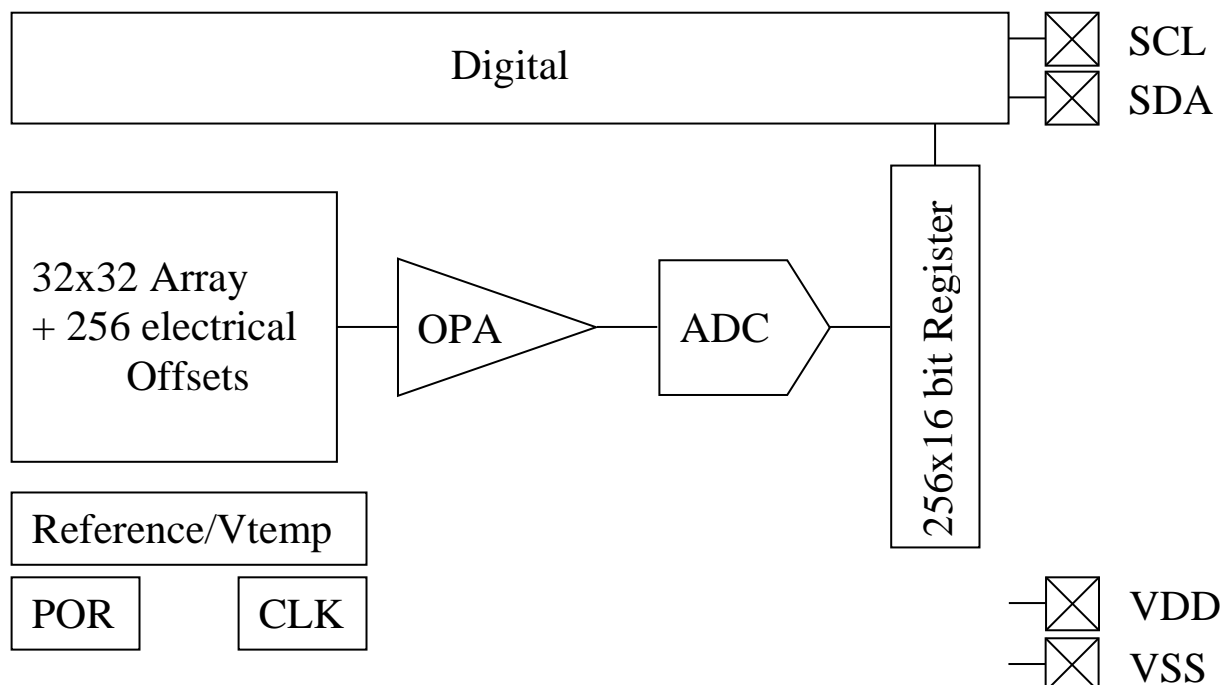 Digital
SCL
SDA
32x32 Array
+ 256 electrical
Offsets
OPA
ADC
256x16 bit Register
Reference/Vtemp
POR
CLK
VDD
VSS